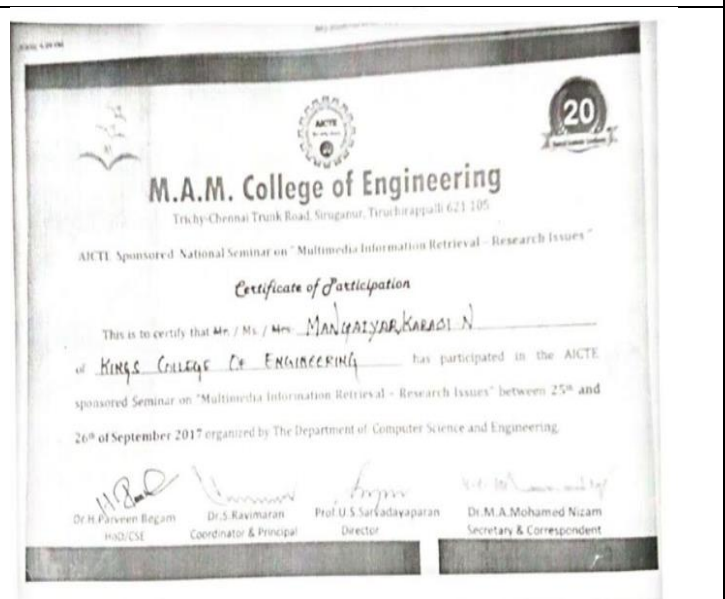 AICTE
20
M.A.M. College of Engineering
Trichy-Chennai Trunk Road, Siruganur, Tiruchirappalli 621 105
AICTE Sponsored National Seminar on "Multimedia Information Retrieval - Research Issues"
Certificate of Participation
This is to certify that Mr. / Ms. / Mrs. MANGAIYARKARASI N
of KINGS COLLEGE OF ENGINEERING has participated in the AICTE
sponsored Seminar on "Multimedia Information Retrieval - Research Issues" between 25th and
26th of September 2017 organized by The Department of Computer Science and Engineering.
Dr.H.Parveen Begam Dr.S.Ravimaran Prof.U.S.Sarvadayaparan Dr.M.A.Mohamed Nizam
HoD/CSE Coordinator & Principal Director Secretary & Correspondent